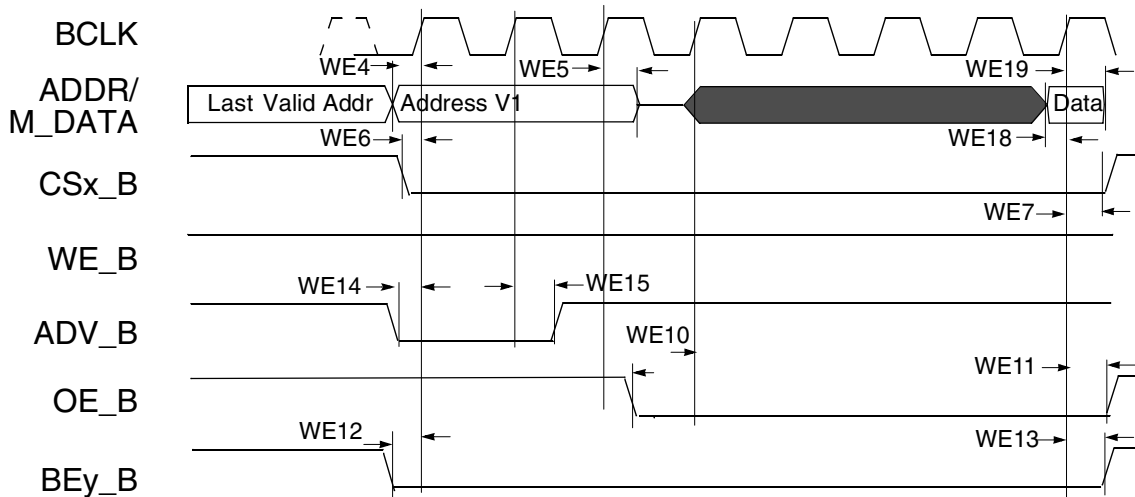 BCLK
WE4
WE5
WE19
ADDR/
M_DATA
Last Valid Addr
Address V1
Data
WE6
WE18
CSx_B
WE7
WE_B
WE14
WE15
ADV_B
WE10
WE11
OE_B
WE12
WE13
BEy_B